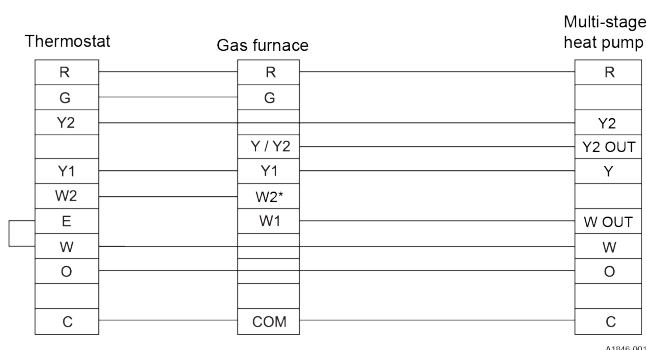 Thermostat
Gas furnace
Multi-stage
heat pump
R
R
R
G
G
Y2
Y2
Y / Y2
Y2 OUT
Y1
Y1
Y
W2
W2*
E
W1
W OUT
W
W
O
O
C
COM
C
A1846-001